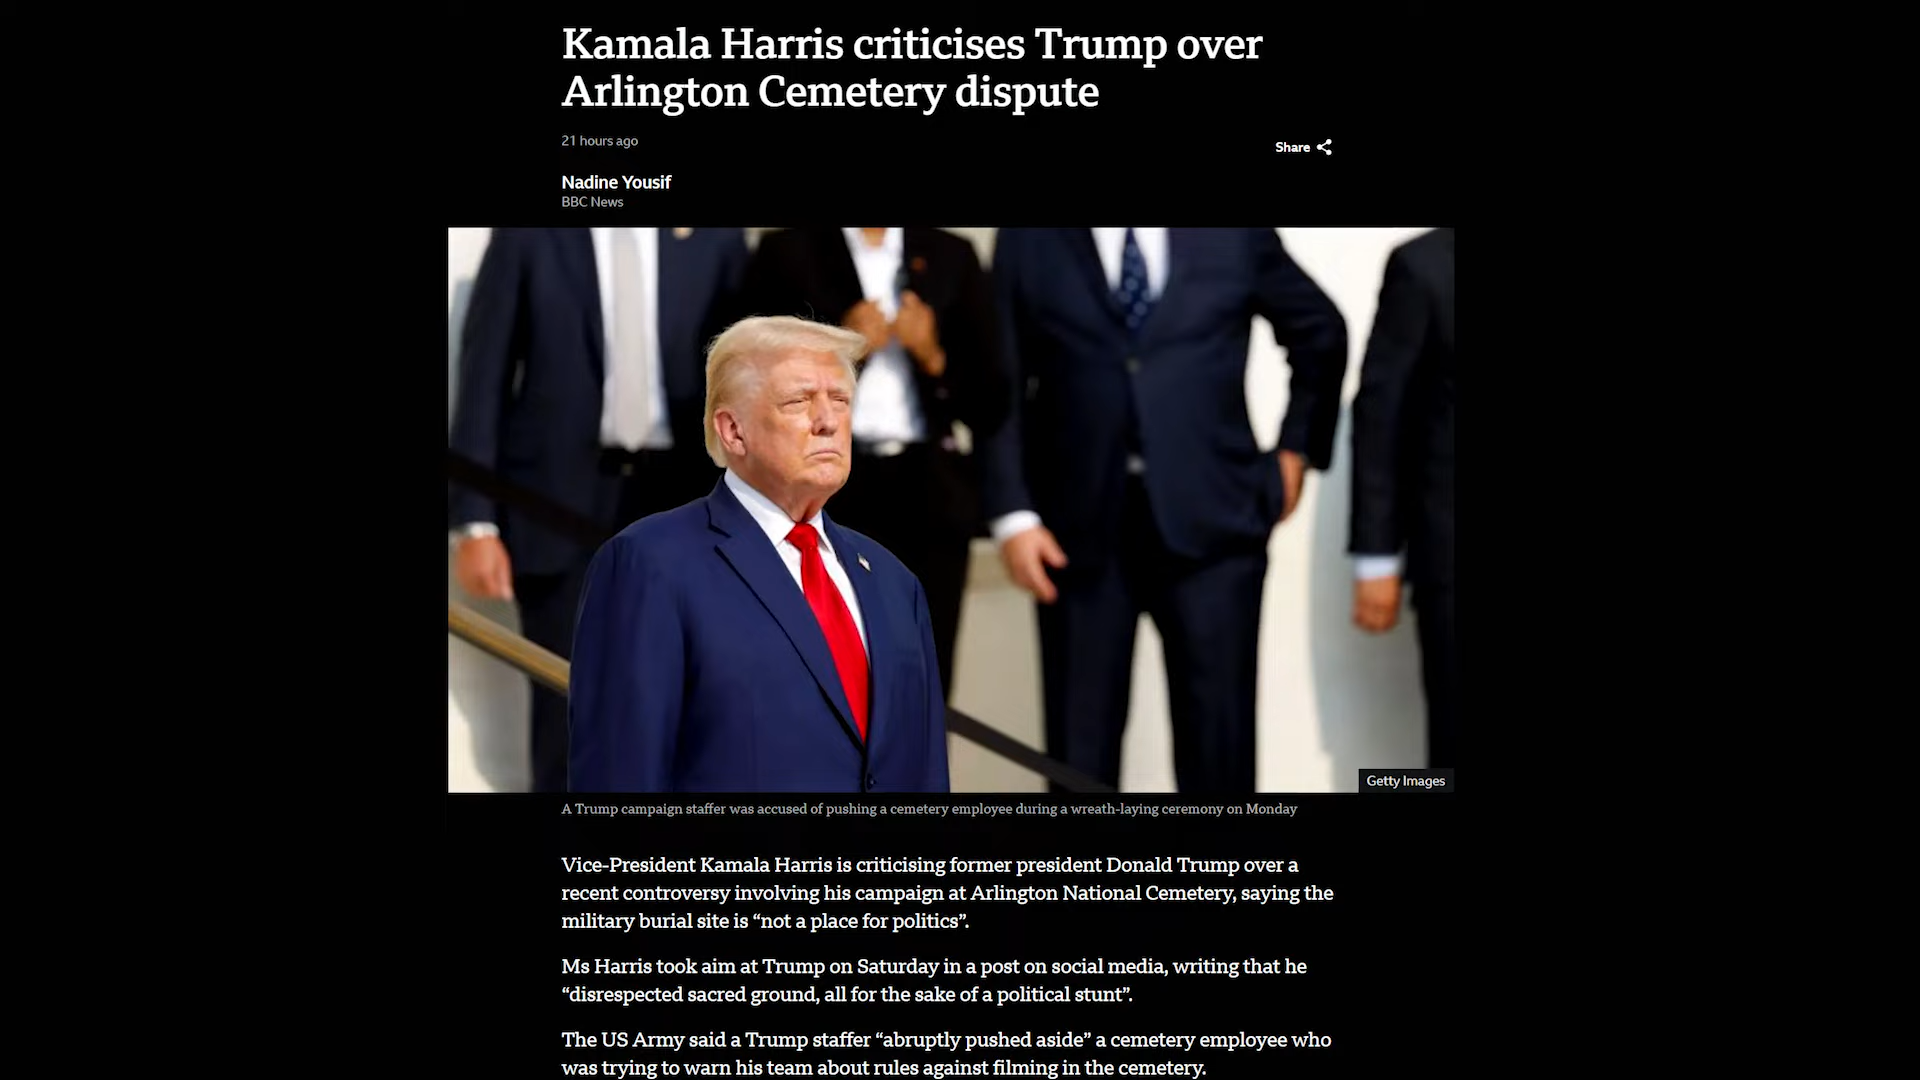 Kamala Harris criticises Trump over
Arlington Cemetery dispute
21 hours ago
Share
Nadine Yousif
BBC News
Getty Images
A Trump campaign staffer was accused of pushing a cemetery employee during a wreath-laying ceremony on Monday
Vice-President Kamala Harris is criticising former president Donald Trump over a
recent controversy involving his campaign at Arlington National Cemetery, saying the
military burial site is “not a place for politics”.
Ms Harris took aim at Trump on Saturday in a post on social media, writing that he
“disrespected sacred ground, all for the sake of a political stunt”.
The US Army said a Trump staffer “abruptly pushed aside” a cemetery employee who
was trying to warn his team about rules against filming in the cemetery.